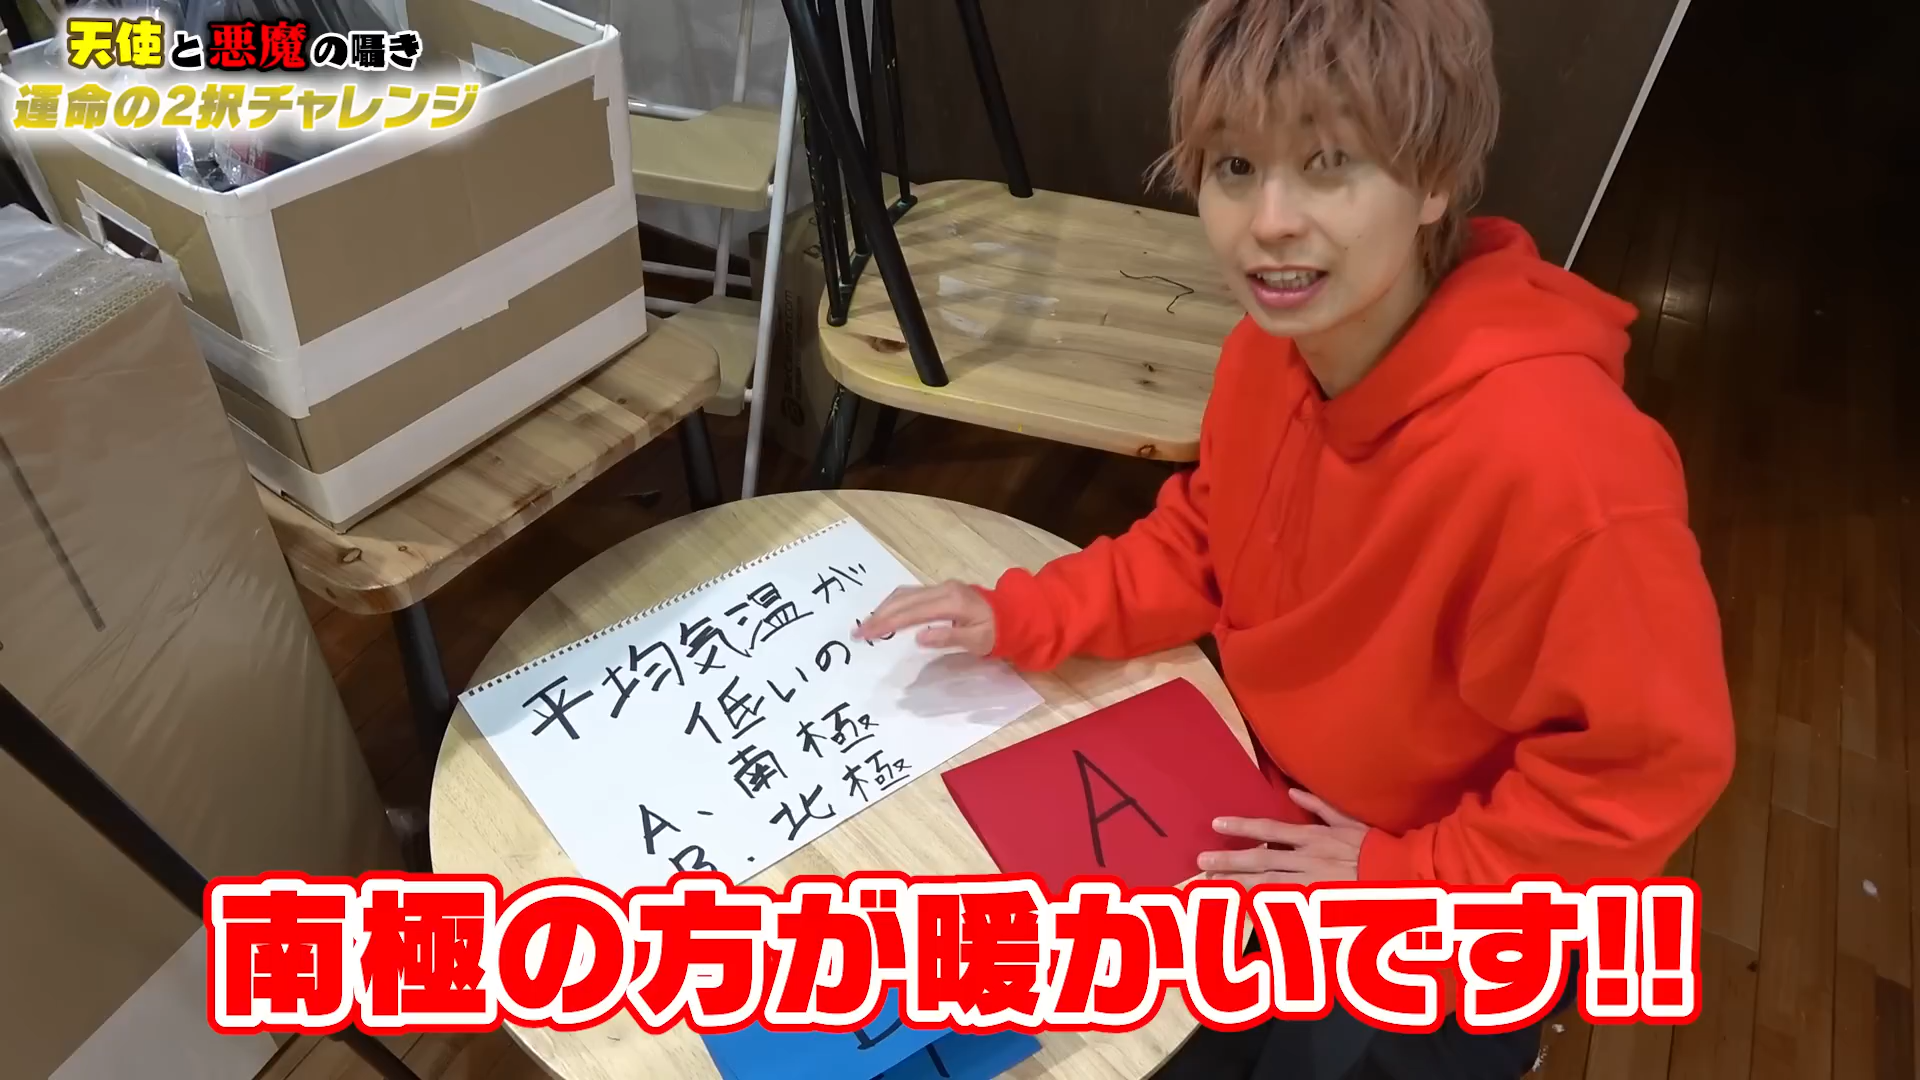 天使と悪魔の囁き
運命の2択チャレンジ
平均気温が
低いのは
A、南極
B.北極
A
南極の方が暖かいです!!